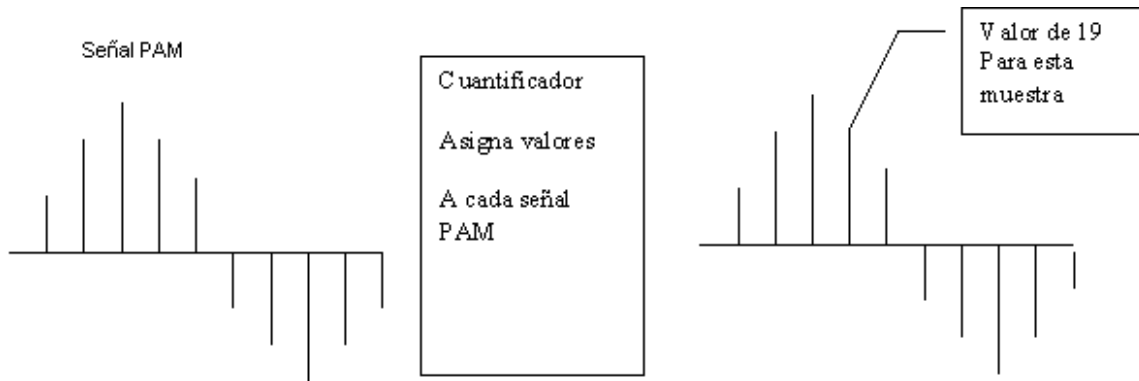 Señal PAM
Cuantificador
Asigna valores
A cada señal
PAM
Valor de 19
Para esta
muestra